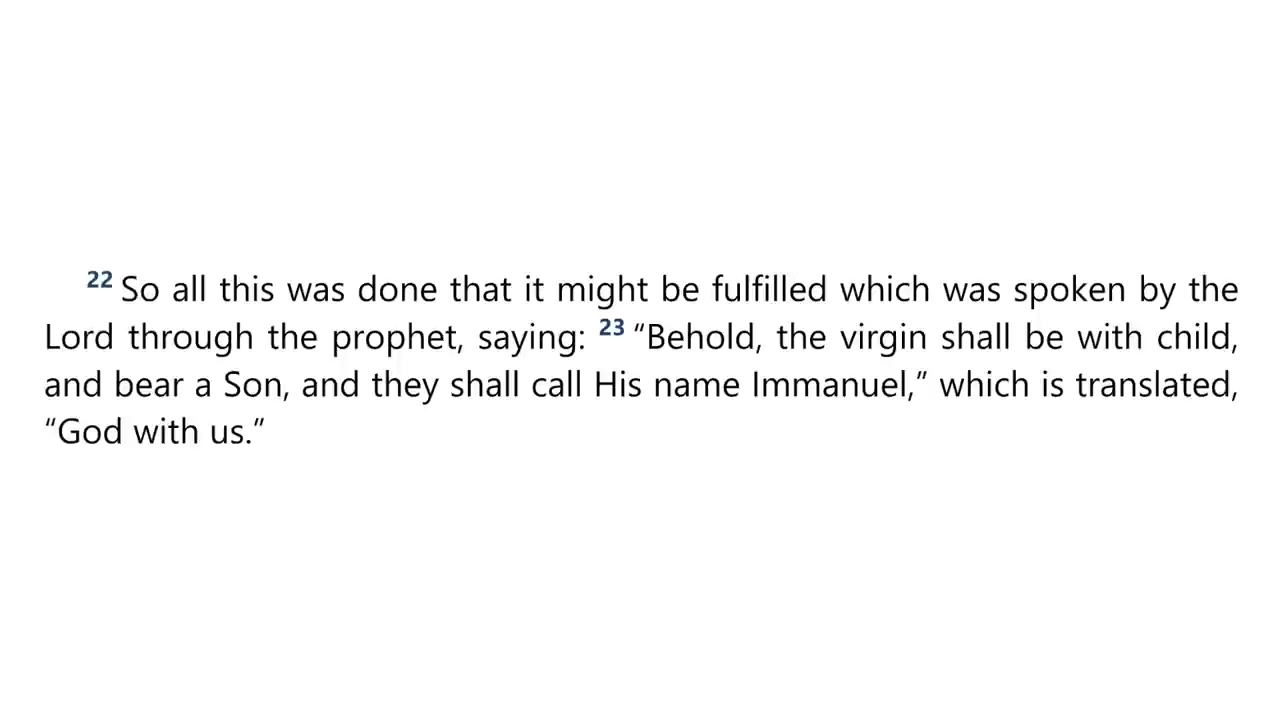 22 So all this was done that it might be fulfilled which was spoken by the
Lord through the prophet, saying: 23 “Behold, the virgin shall be with child,
and bear a Son, and they shall call His name Immanuel,” which is translated,
“God with us.”